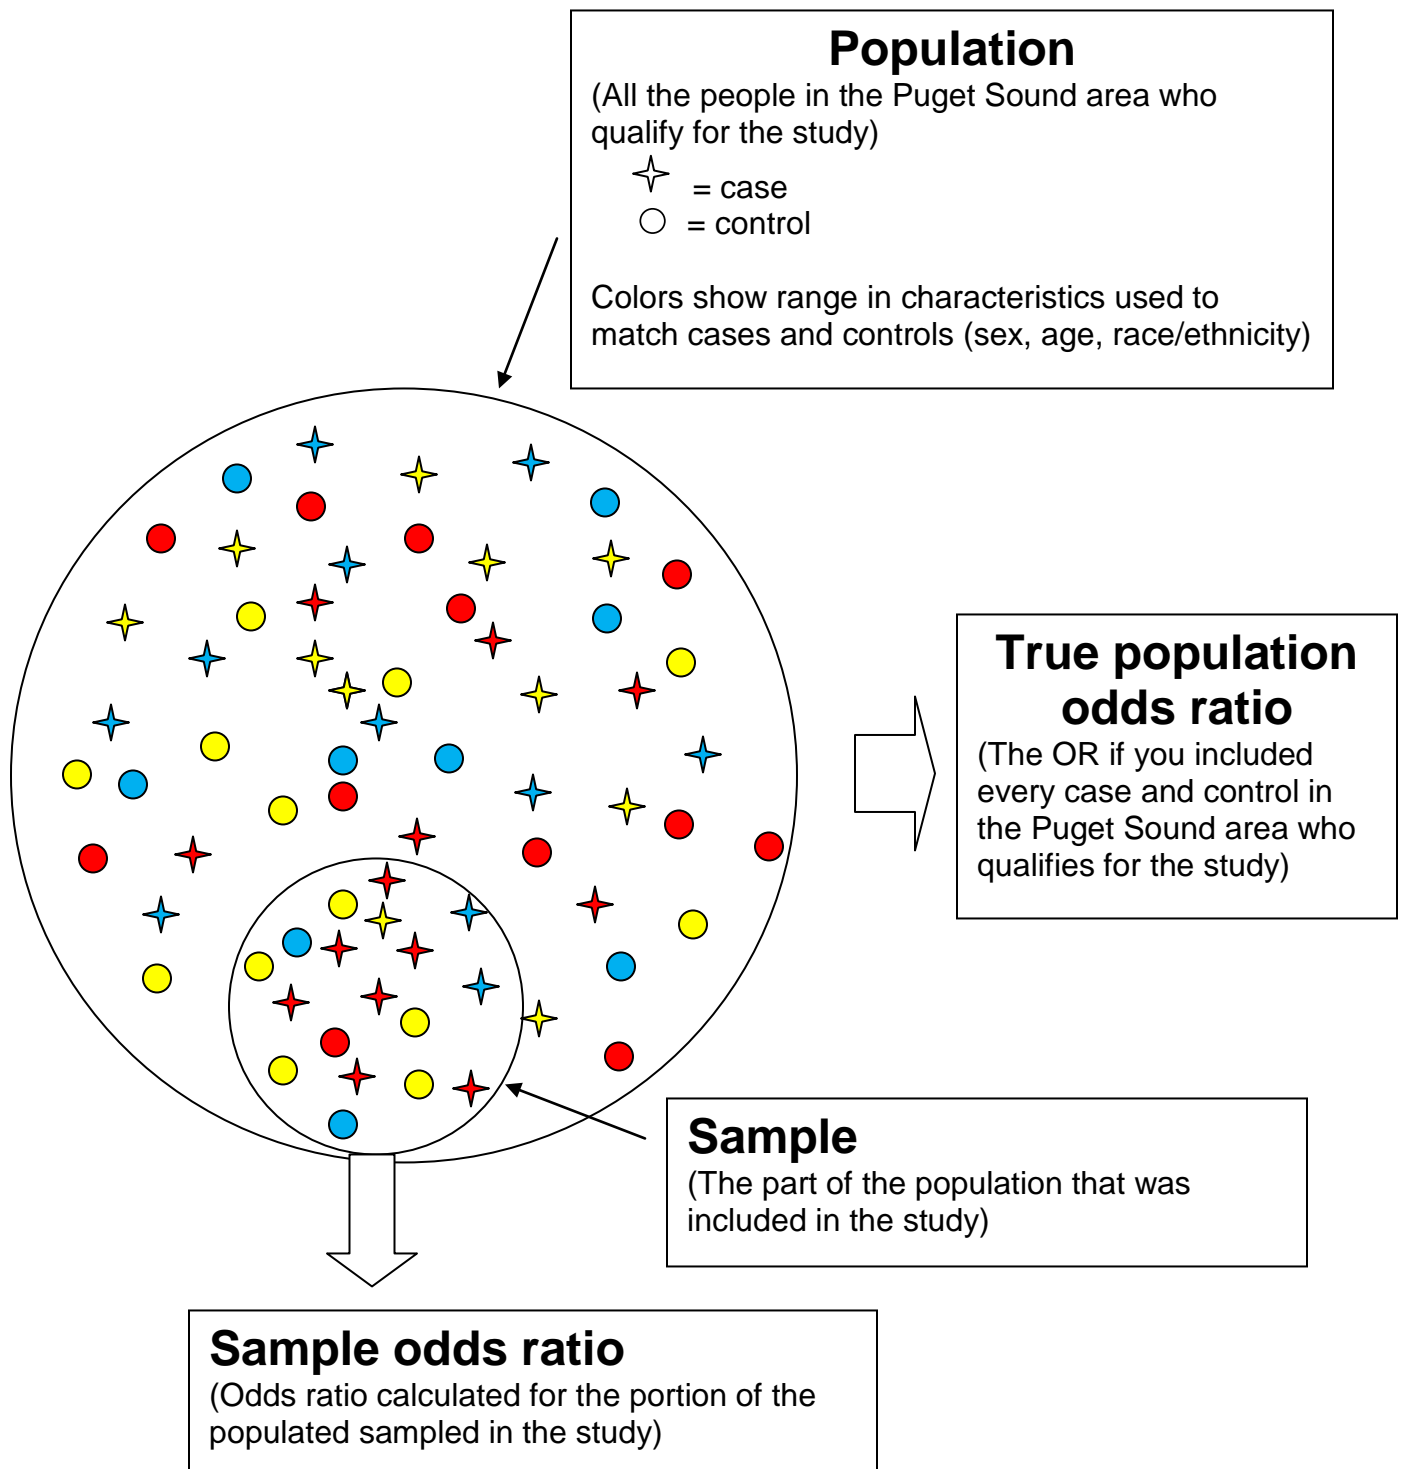 Population
(All the people in the Puget Sound area who
qualify for the study)
= case
= control
Colors show range in characteristics used to
match cases and controls (sex, age, race/ethnicity)
True population
odds ratio
(The OR if you included
every case and control in
the Puget Sound area who
qualifies for the study)
Sample
(The part of the population that was
included in the study)
Sample odds ratio
(Odds ratio calculated for the portion of the
populated sampled in the study)